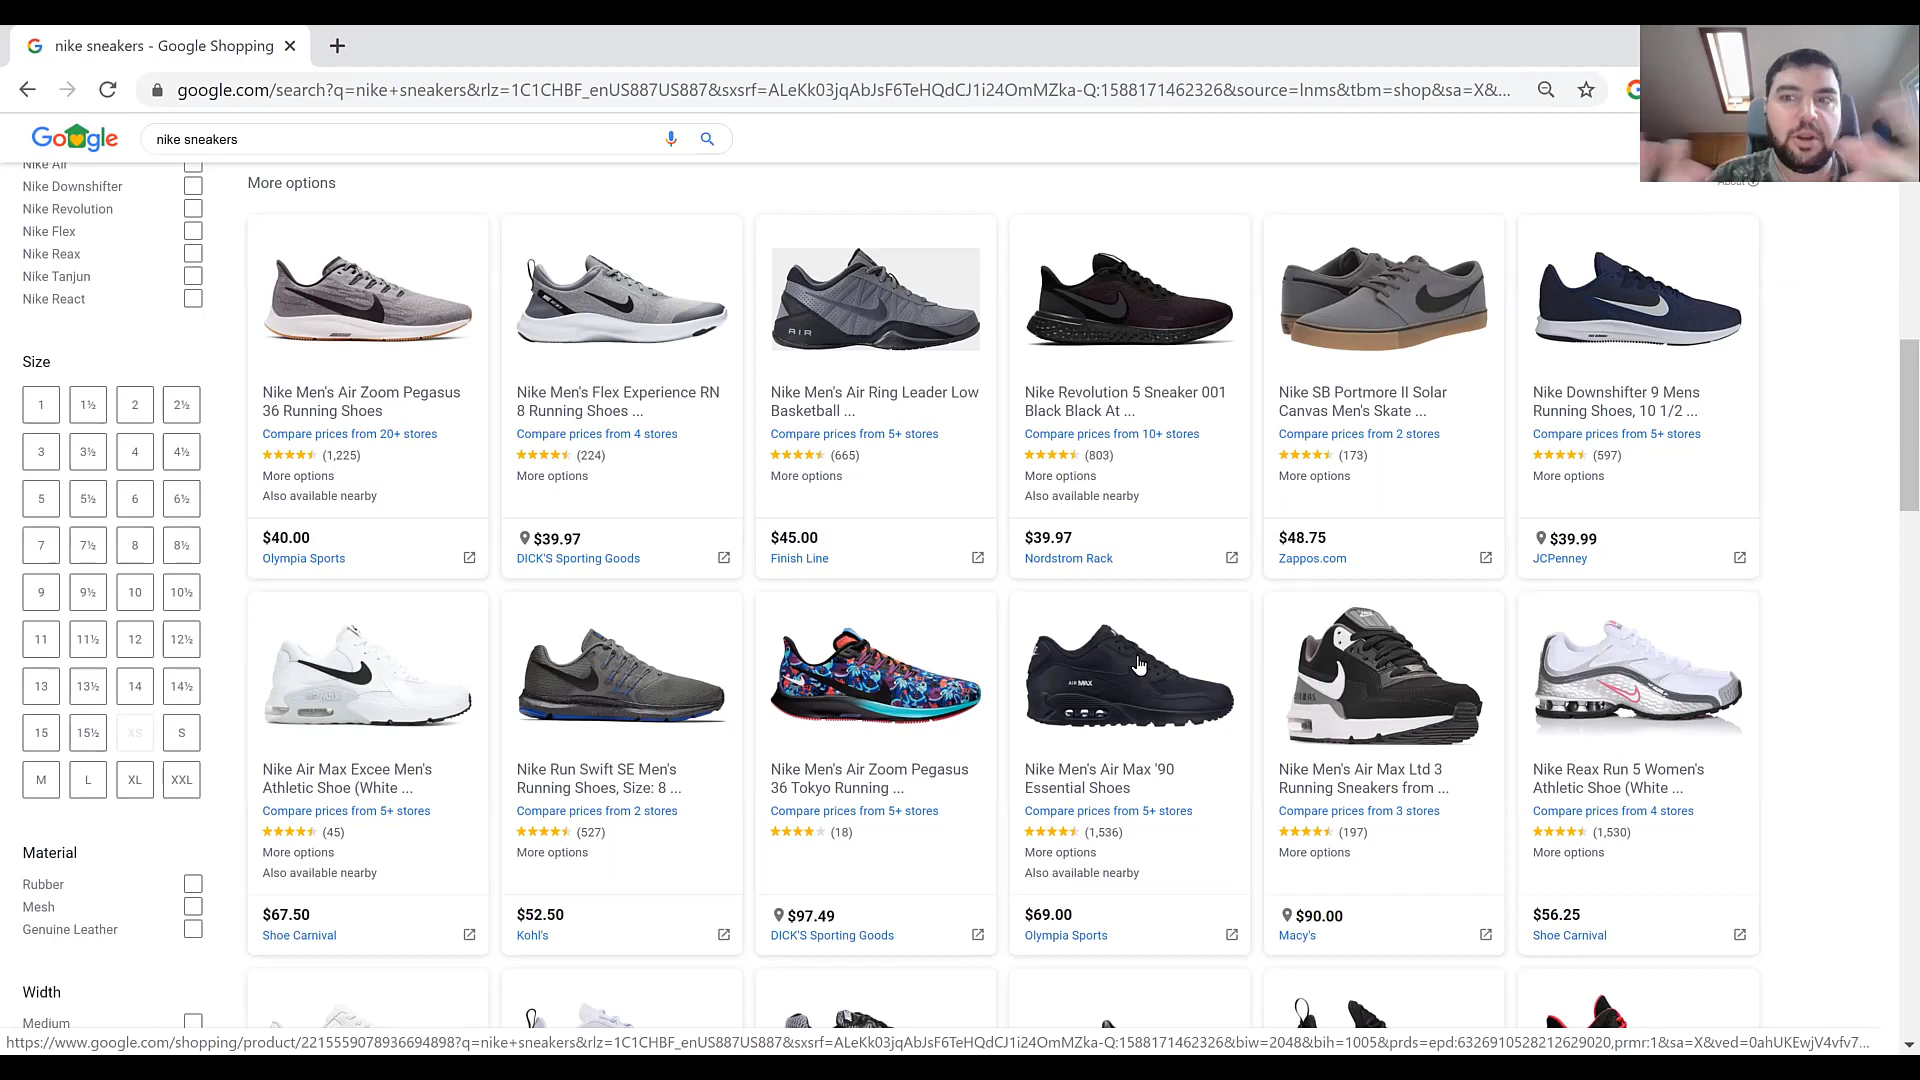 nike sneakers - Google Shopping
google.com/search?q=nike+sneakers&rlz=1C1CHBF_enUS887US887&sxsrf=ALeKk03jqAbJsF6TeHQdCJ1i24OmMZka-Q:1588171462326&source=lnms&tbm=shop&sa=X&...
Google
nike sneakers
Nike Air
Nike Downshifter
Nike Revolution
Nike Flex
Nike Reax
Nike Tanjun
Nike React
Size
1 1½ 2 2½
3 3½ 4 4½
5 5½ 6 6½
7 7½ 8 8½
9 9½ 10 10½
11 11½ 12 12½
13 13½ 14 14½
15 15½ XS S
M L XL XXL
Material
Rubber
Mesh
Genuine Leather
Width
Medium
More options
About
Nike Men's Air Zoom Pegasus
36 Running Shoes
Compare prices from 20+ stores
(1,225)
More options
Also available nearby
$40.00
Olympia Sports
Nike Men's Flex Experience RN
8 Running Shoes ...
Compare prices from 4 stores
(224)
More options
$39.97
DICK'S Sporting Goods
AIR
Nike Men's Air Ring Leader Low
Basketball ...
Compare prices from 5+ stores
(665)
More options
$45.00
Finish Line
Nike Revolution 5 Sneaker 001
Black Black At ...
Compare prices from 10+ stores
(803)
More options
Also available nearby
$39.97
Nordstrom Rack
Nike SB Portmore II Solar
Canvas Men's Skate ...
Compare prices from 2 stores
(173)
More options
$48.75
Zappos.com
Nike Downshifter 9 Mens
Running Shoes, 10 1/2 ...
Compare prices from 5+ stores
(597)
More options
$39.99
JCPenney
Nike Air Max Excee Men's
Athletic Shoe (White ...
Compare prices from 5+ stores
(45)
More options
Also available nearby
$67.50
Shoe Carnival
Nike Run Swift SE Men's
Running Shoes, Size: 8 ...
Compare prices from 2 stores
(527)
More options
$52.50
Kohl's
Nike Men's Air Zoom Pegasus
36 Tokyo Running ...
Compare prices from 5+ stores
(18)
$97.49
DICK'S Sporting Goods
AIR MAX
Nike Men's Air Max '90
Essential Shoes
Compare prices from 5+ stores
(1,536)
More options
Also available nearby
$69.00
Olympia Sports
Nike Men's Air Max Ltd 3
Running Sneakers from ...
Compare prices from 3 stores
(197)
More options
$90.00
Macy's
Nike Reax Run 5 Women's
Athletic Shoe (White ...
Compare prices from 4 stores
(1,530)
More options
$56.25
Shoe Carnival
https://www.google.com/shopping/product/2215559078936694898?q=nike+sneakers&rlz=1C1CHBF_enUS887US887&sxsrf=ALeKk03jqAbJsF6TeHQdCJ1i24OmMZka-Q:1588171462326&biw=2048&bih=1005&prds=epd:6326910528212629020,prmr:1&sa=X&ved=0ahUKEwjV4vfv7...